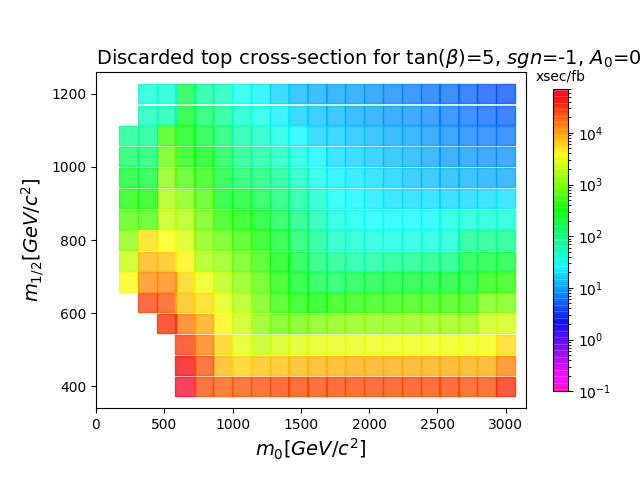 Discarded top cross-section for tan(β)=5, sgn=-1, A₀=0
xsec/fb
1200
1000
800
600
400
m₁/₂[GeV/c²]
0 500 1000 1500 2000 2500 3000
m₀[GeV/c²]
10⁴
10³
10²
10¹
10⁰
10⁻¹